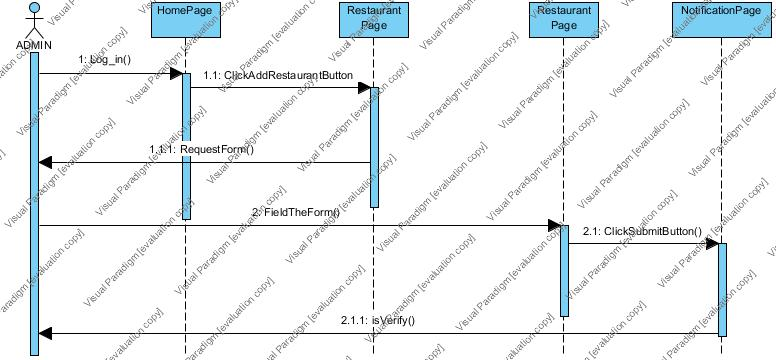 HomePage
Restaurant
Page
Restaurant
Page
NotificationPage
ADMIN
1: Log_in()
1.1: ClickAddRestaurantButton
1.1.1: RequestForm()
2: FieldTheForm()
2.1: ClickSubmitButton()
2.1.1: isVerify()
Visual Paradigm [evaluation copy]